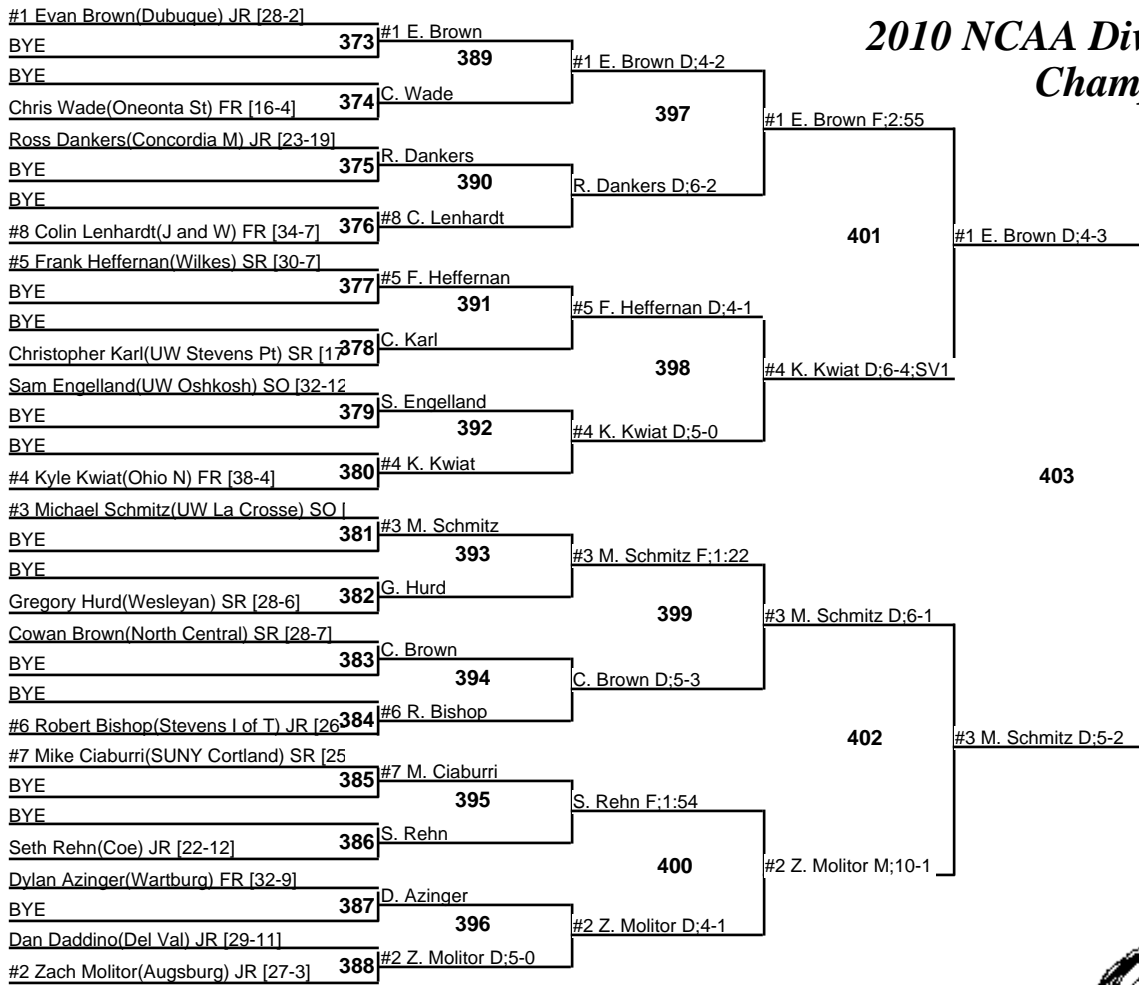 2010 NCAA Div
Champ
#1 Evan Brown(Dubuque) JR [28-2]
BYE
BYE
Chris Wade(Oneonta St) FR [16-4]
Ross Dankers(Concordia M) JR [23-19]
BYE
BYE
#8 Colin Lenhardt(J and W) FR [34-7]
#5 Frank Heffernan(Wilkes) SR [30-7]
BYE
BYE
Christopher Karl(UW Stevens Pt) SR [17
Sam Engelland(UW Oshkosh) SO [32-12
BYE
BYE
#4 Kyle Kwiat(Ohio N) FR [38-4]
#3 Michael Schmitz(UW La Crosse) SO [
BYE
BYE
Gregory Hurd(Wesleyan) SR [28-6]
Cowan Brown(North Central) SR [28-7]
BYE
BYE
#6 Robert Bishop(Stevens I of T) JR [26
#7 Mike Ciaburri(SUNY Cortland) SR [25
BYE
BYE
Seth Rehn(Coe) JR [22-12]
Dylan Azinger(Wartburg) FR [32-9]
BYE
Dan Daddino(Del Val) JR [29-11]
#2 Zach Molitor(Augsburg) JR [27-3]
373
374
375
376
377
378
379
380
381
382
383
384
385
386
387
388
#1 E. Brown
C. Wade
R. Dankers
#8 C. Lenhardt
#5 F. Heffernan
C. Karl
S. Engelland
#4 K. Kwiat
#3 M. Schmitz
G. Hurd
C. Brown
#6 R. Bishop
#7 M. Ciaburri
S. Rehn
D. Azinger
#2 Z. Molitor D;5-0
389
390
391
392
393
394
395
396
#1 E. Brown D;4-2
R. Dankers D;6-2
#5 F. Heffernan D;4-1
#4 K. Kwiat D;5-0
#3 M. Schmitz F;1:22
C. Brown D;5-3
S. Rehn F;1:54
#2 Z. Molitor D;4-1
397
398
399
400
#1 E. Brown F;2:55
#4 K. Kwiat D;6-4;SV1
#3 M. Schmitz D;6-1
#2 Z. Molitor M;10-1
401
402
#1 E. Brown D;4-3
#3 M. Schmitz D;5-2
403